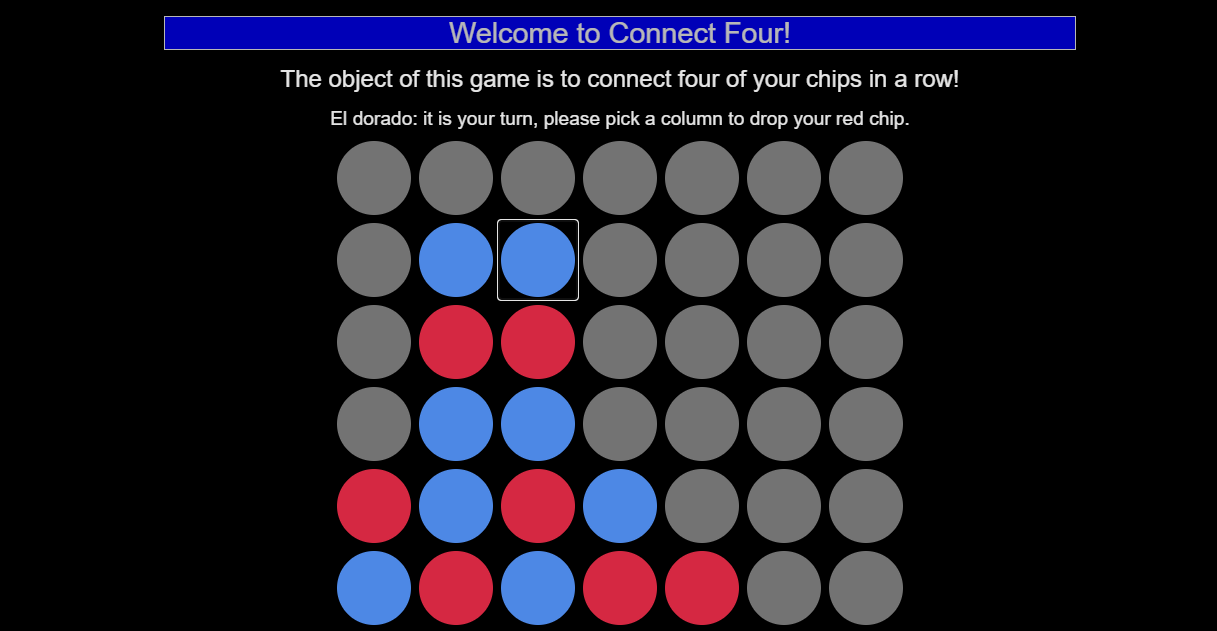 Welcome to Connect Four!
The object of this game is to connect four of your chips in a row!
El dorado: it is your turn, please pick a column to drop your red chip.